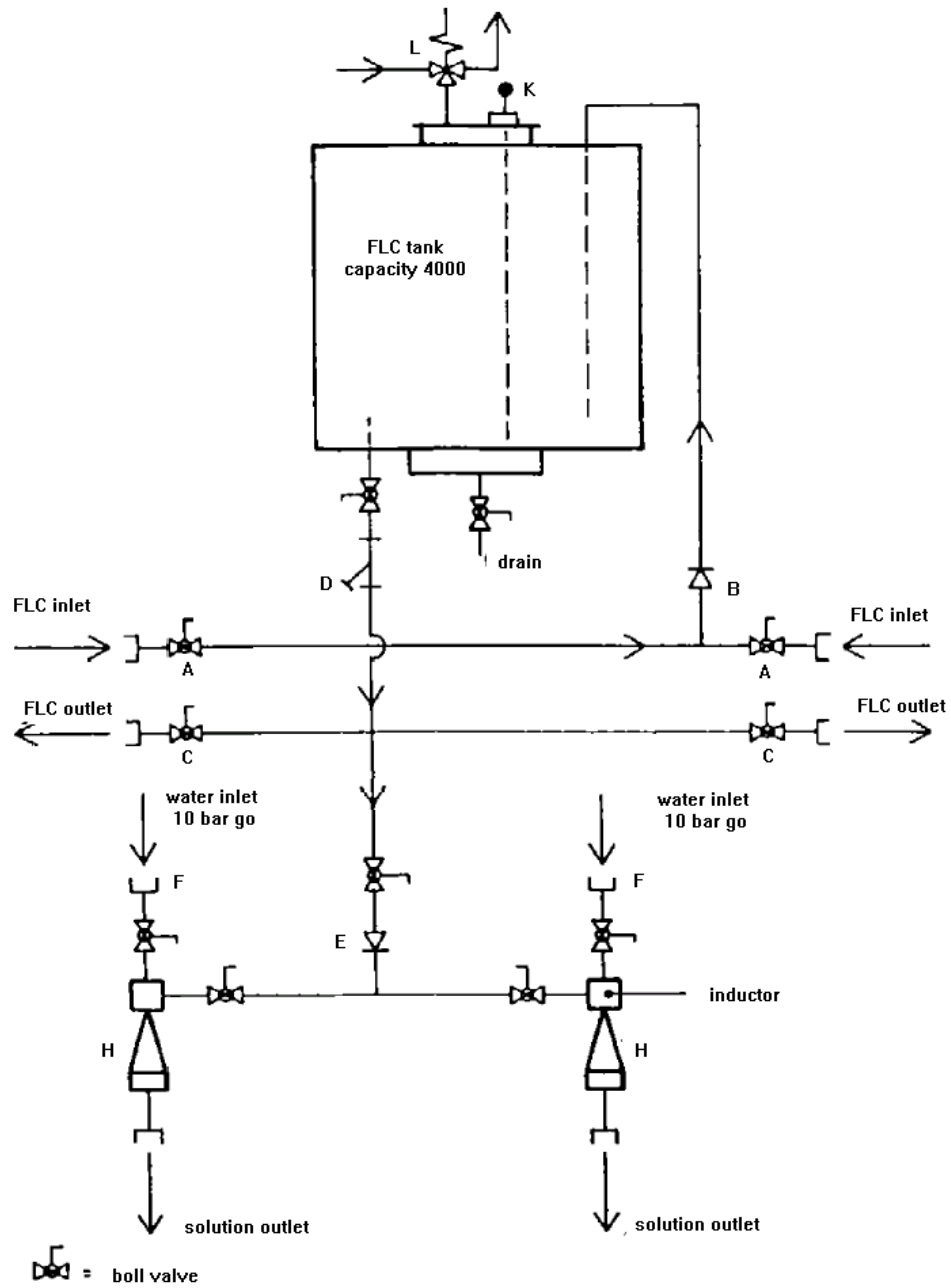 L
K
FLC tank
capacity 4000
drain
D
B
FLC inlet
FLC inlet
A
A
FLC outlet
FLC outlet
C
C
water inlet
10 bar go
water inlet
10 bar go
F
F
E
inductor
H
H
solution outlet
solution outlet
= boll valve